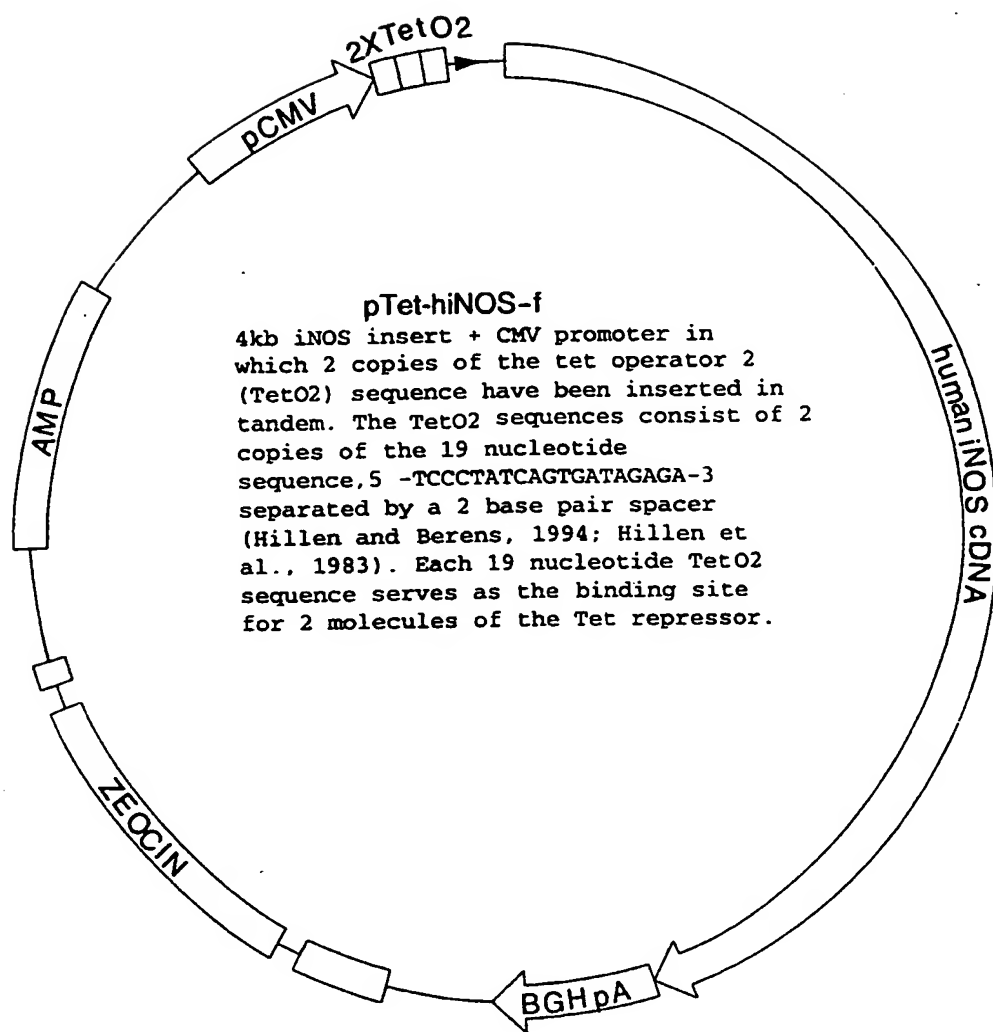 2XTetO2
pCMV
AMP
pTet-hiNOS-f
4kb iNOS insert + CMV promoter in
which 2 copies of the tet operator 2
(TetO2) sequence have been inserted in
tandem. The TetO2 sequences consist of 2
copies of the 19 nucleotide
sequence,5 -TCCCTATCAGTGATAGAGA-3
separated by a 2 base pair spacer
(Hillen and Berens, 1994; Hillen et
al., 1983). Each 19 nucleotide TetO2
sequence serves as the binding site
for 2 molecules of the Tet repressor.
human iNOS cDNA
ZEOCIN
BGHpA